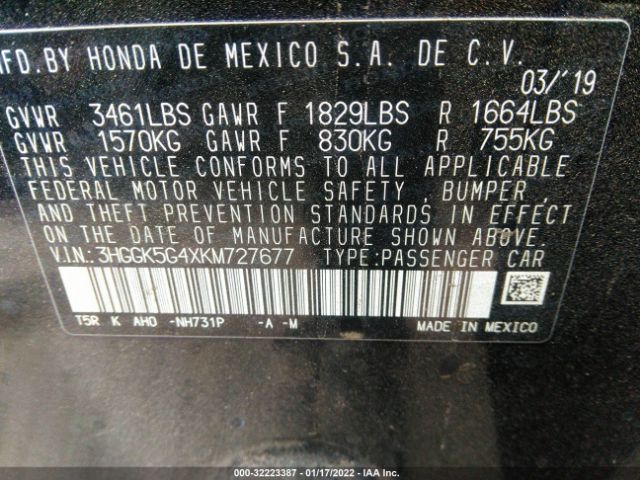 MFD. BY HONDA DE MEXICO S.A. DE C.V.
03/'19
GVWR 3461LBS GAWR F 1829LBS R 1664LBS
GVWR 1570KG GAWR F 830KG R 755KG
THIS VEHICLE CONFORMS TO ALL APPLICABLE
FEDERAL MOTOR VEHICLE SAFETY , BUMPER ,
AND THEFT PREVENTION STANDARDS IN EFFECT
ON THE DATE OF MANUFACTURE SHOWN ABOVE.
V.I.N.: 3HGGK5G4XKM727677 TYPE:PASSENGER CAR
T5R K AHO -NH731P -A -M MADE IN MEXICO
000-32223387 - 01/17/2022 - IAA Inc.